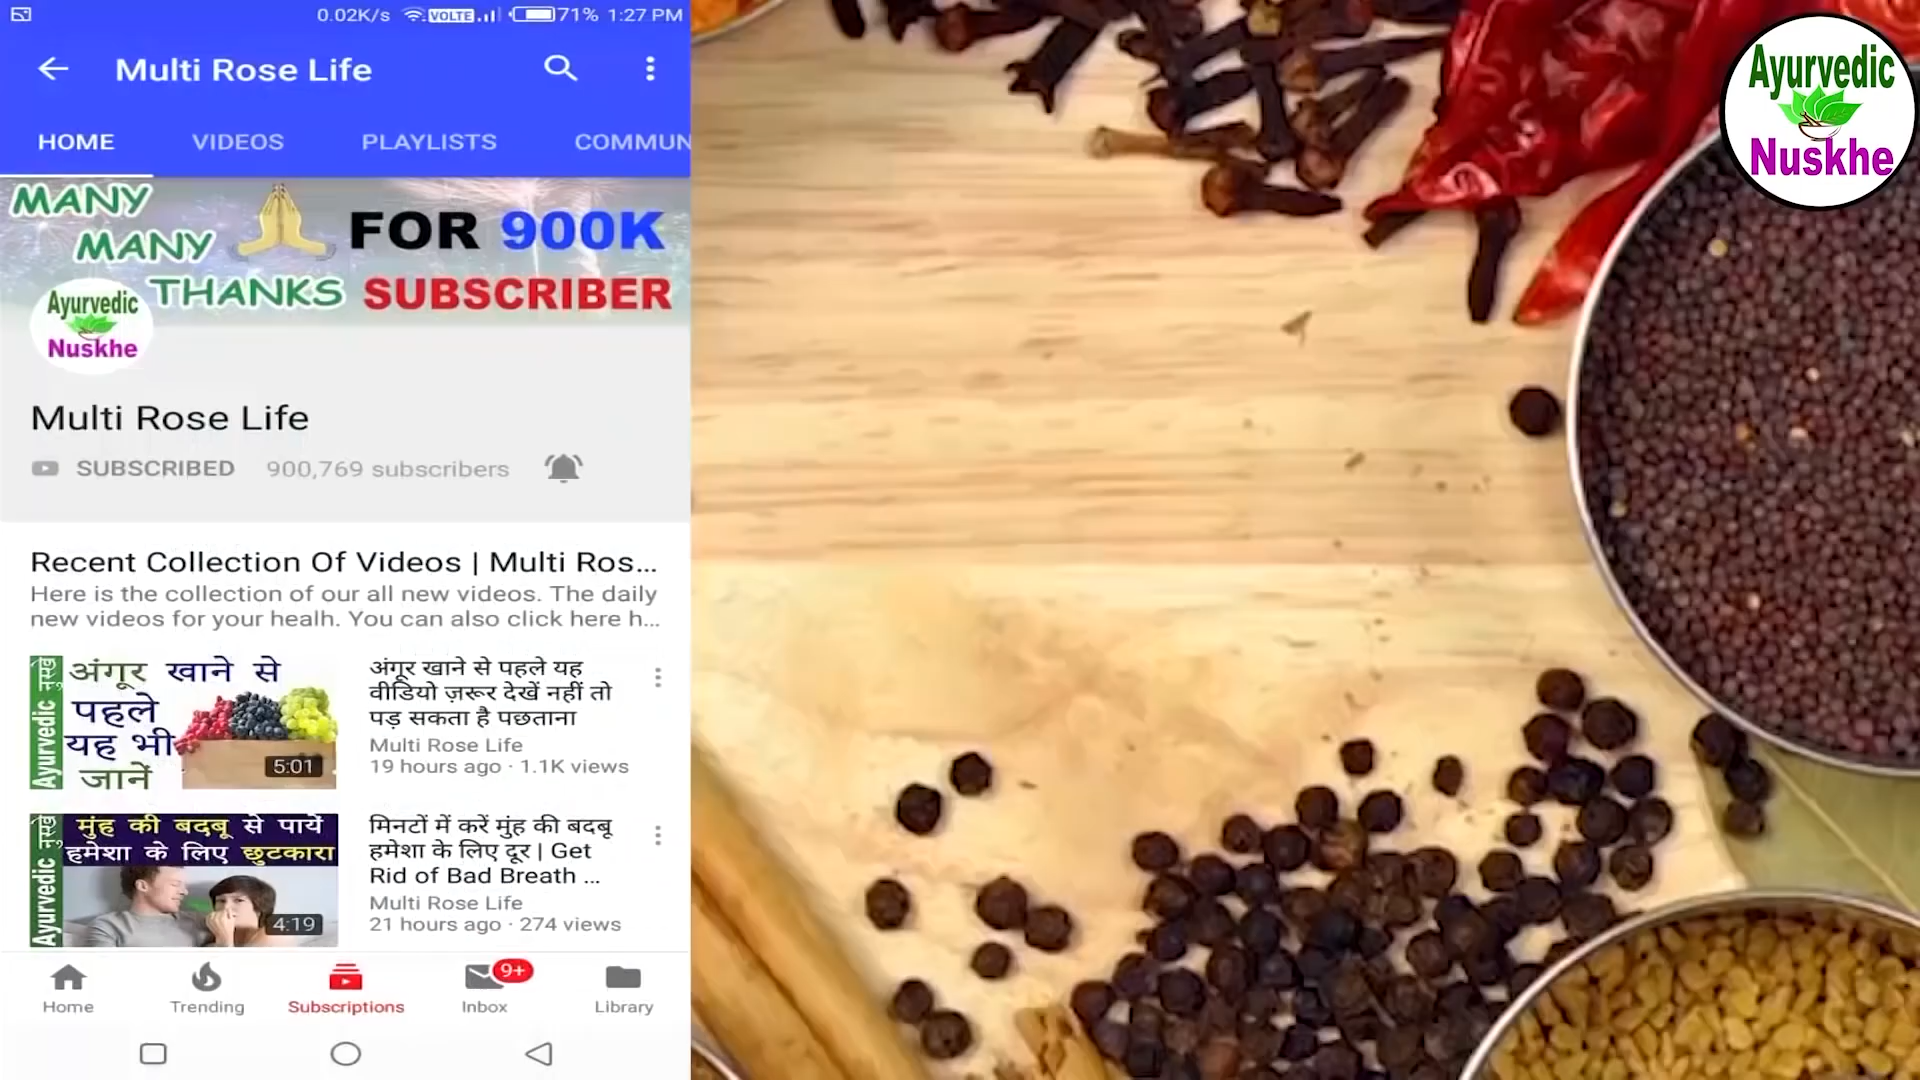 0.02K/s VOLTE 71% 1:27 PM
Multi Rose Life
HOME VIDEOS PLAYLISTS COMMUN
MANY
MANY
THANKS
FOR 900K
SUBSCRIBER
Ayurvedic
Nuskhe
Multi Rose Life
SUBSCRIBED 900,769 subscribers
Recent Collection Of Videos | Multi Ros...
Here is the collection of our all new videos. The daily
new videos for your healh. You can also click here h...
Ayurvedic नुस्खे
अंगूर खाने से
पहले
यह भी
जानें
5:01
अंगूर खाने से पहले यह
वीडियो ज़रूर देखें नहीं तो
पड़ सकता है पछताना
Multi Rose Life
19 hours ago · 1.1K views
Ayurvedic नुस्खे
मुंह की बदबू से पायें
हमेशा के लिए छुटकारा
4:19
मिनटों में करें मुंह की बदबू
हमेशा के लिए दूर | Get
Rid of Bad Breath ...
Multi Rose Life
21 hours ago · 274 views
Home Trending Subscriptions Inbox 9+ Library
Ayurvedic
Nuskhe